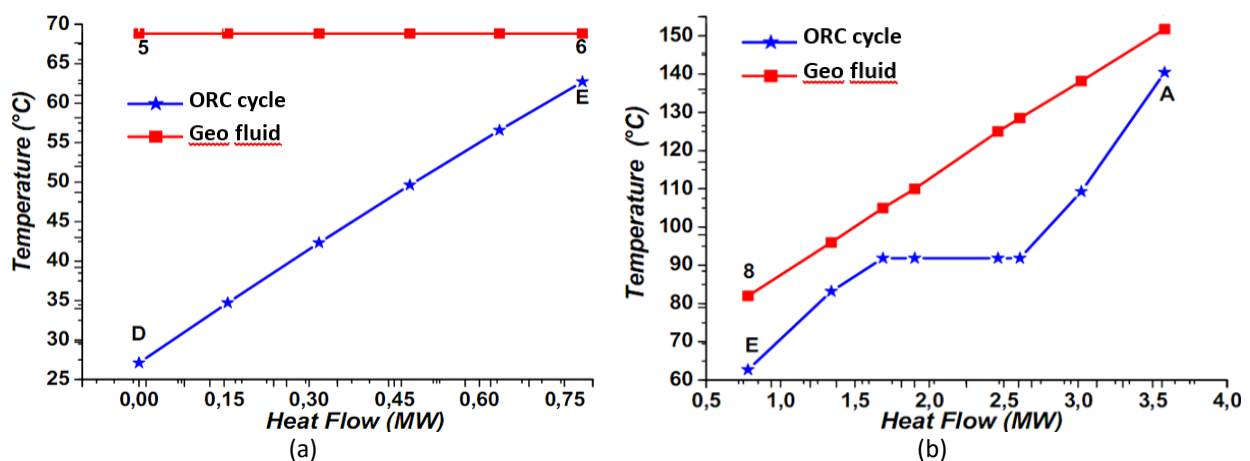 70
65
60
55
50
45
40
35
30
25
Temperature (°C)
5
6
ORC cycle
Geo fluid
E
D
0,00
0,15
0,30
0,45
0,60
0,75
Heat Flow (MW)
(a)
150
140
130
120
110
100
90
80
70
60
Temperature (°C)
ORC cycle
Geo fluid
A
8
E
0,5
1,0
1,5
2,0
2,5
3,0
3,5
4,0
Heat Flow (MW)
(b)